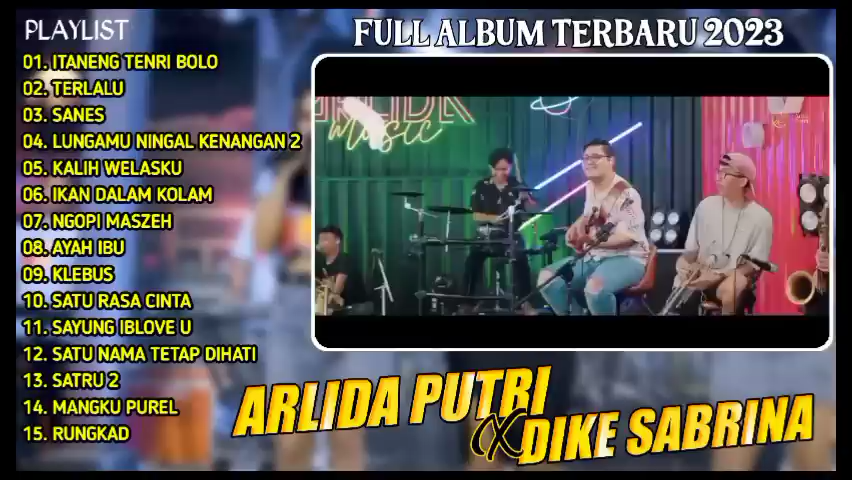 PLAYLIST
FULL ALBUM TERBARU 2023
01. ITANENG TENRI BOLO
02. TERLALU
03. SANES
04. LUNGAMU NINGAL KENANGAN 2
05. KALIH WELASKU
06. IKAN DALAM KOLAM
07. NGOPI MASZEH
08. AYAH IBU
09. KLEBUS
10. SATU RASA CINTA
11. SAYUNG IBLOVE U
12. SATU NAMA TETAP DIHATI
13. SATRU 2
14. MANGKU PUREL
15. RUNGKAD
music
ARLIDA PUTRI
X DIKE SABRINA